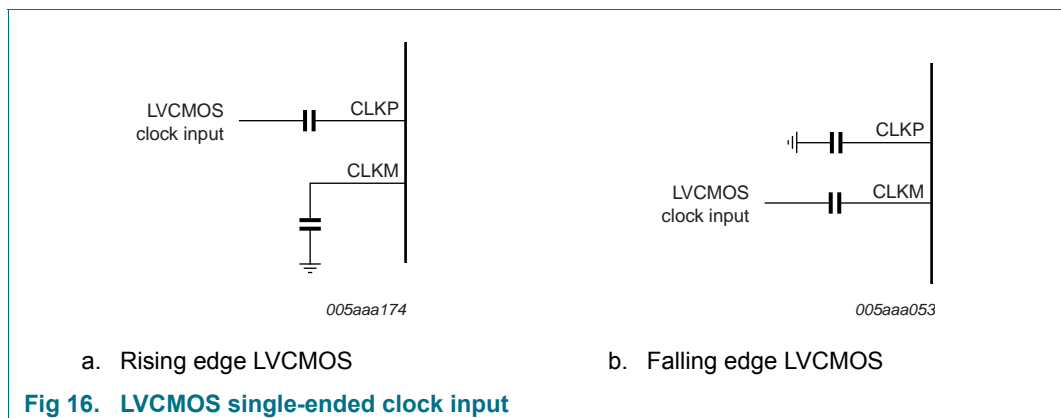 LVCMOS
clock input
CLKP
CLKM
005aaa174
a. Rising edge LVCMOS
CLKP
LVCMOS
clock input
CLKM
005aaa053
b. Falling edge LVCMOS
Fig 16. LVCMOS single-ended clock input